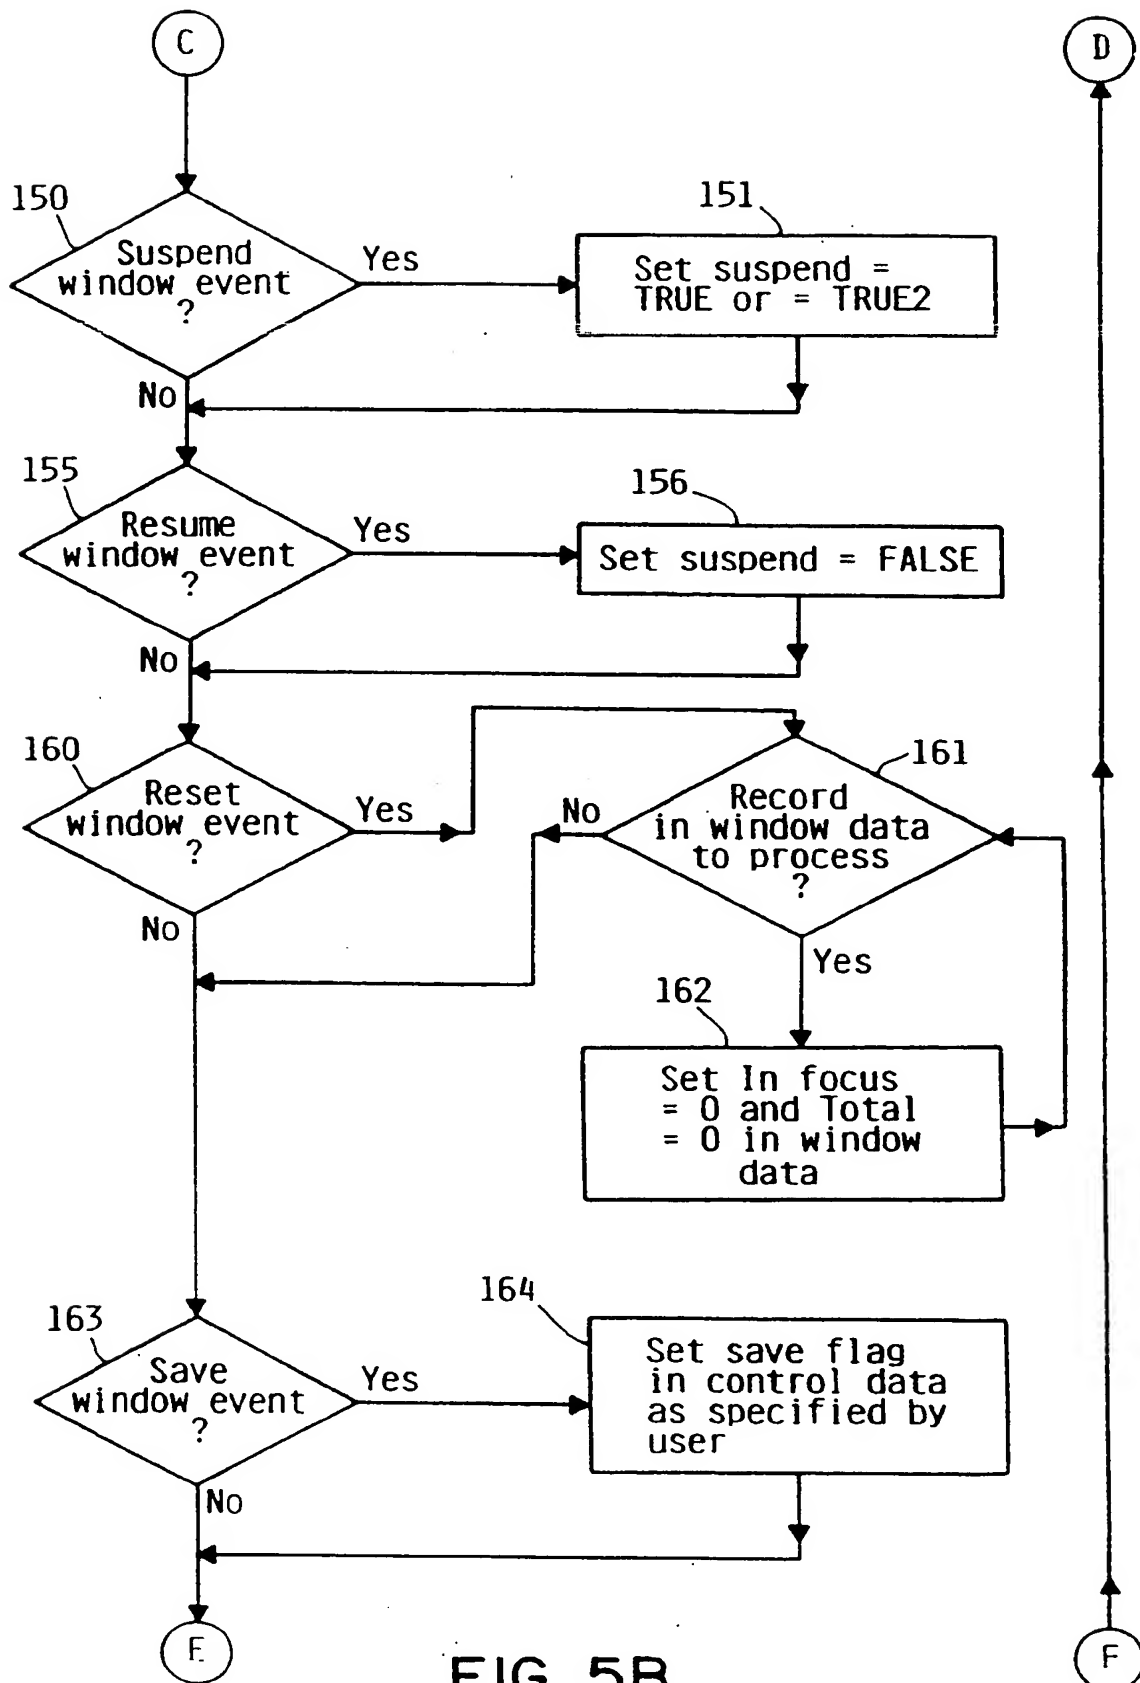 C
D
150
Suspend
window event
?
Yes
No
151
Set suspend =
TRUE or = TRUE2
155
Resume
window event
?
Yes
No
156
Set suspend = FALSE
160
Reset
window event
?
Yes
No
161
Record
in window data
to process
?
No
Yes
162
Set In focus
= 0 and Total
= 0 in window
data
163
Save
window event
?
Yes
No
164
Set save flag
in control data
as specified by
user
E
F
FIG. 5B